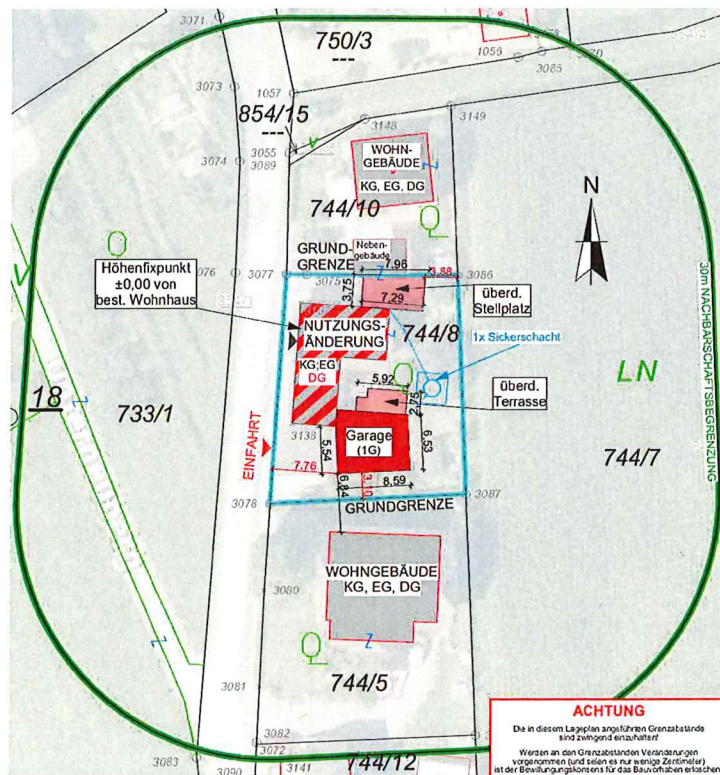 3071
750/3
1056
3070
3085
3073
1057
1078
854/15
3148
3149
3055
3089
3074
WOHN-
GEBÄUDE
KG, EG, DG
744/10
N
GRUND-
GRENZE
Neben-
gebäude
7.96
3.88
3077
3075
3086
Höhenfixpunkt
±0,00 von
best. Wohnhaus
3.75
7.29
überd.
Stellplatz
NUTZUNGS-
ÄNDERUNG
744/8
1x Sickerschacht
KG;EG
DG
5,92
2.75
überd.
Terrasse
LN
18
733/1
3138
5,54
Garage
(1G)
6,53
744/7
30m NACHBARSCHAFTSBEGRENZUNG
EINFAHRT
7.76
6,84
3,10
8,59
3078
3087
GRUNDGRENZE
WOHNGEBÄUDE
KG, EG, DG
3080
744/5
3081
3082
3072
3083
3090
3141
744/12
ACHTUNG
Die in diesem Lageplan angeführten Grenzabstände
sind zwingend einzuhalten!
Werden an den Grenzabständen Veränderungen
vorgenommen (und seien es nur wenige Zentimeter)
ist der Bewilligungskonsens für das Bauvorhaben erloschen